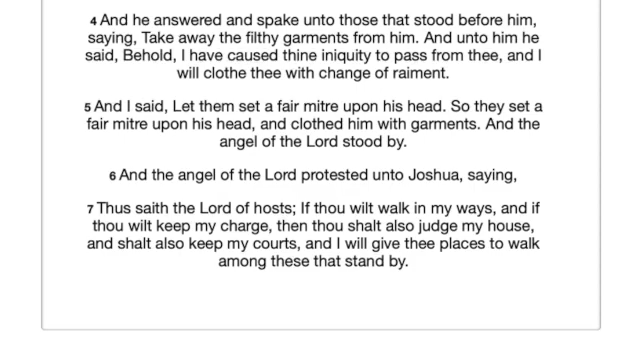 4 And he answered and spake unto those that stood before him,
saying, Take away the filthy garments from him. And unto him he
said, Behold, I have caused thine iniquity to pass from thee, and I
will clothe thee with change of raiment.
5 And I said, Let them set a fair mitre upon his head. So they set a
fair mitre upon his head, and clothed him with garments. And the
angel of the Lord stood by.
6 And the angel of the Lord protested unto Joshua, saying,
7 Thus saith the Lord of hosts; If thou wilt walk in my ways, and if
thou wilt keep my charge, then thou shalt also judge my house,
and shalt also keep my courts, and I will give thee places to walk
among these that stand by.